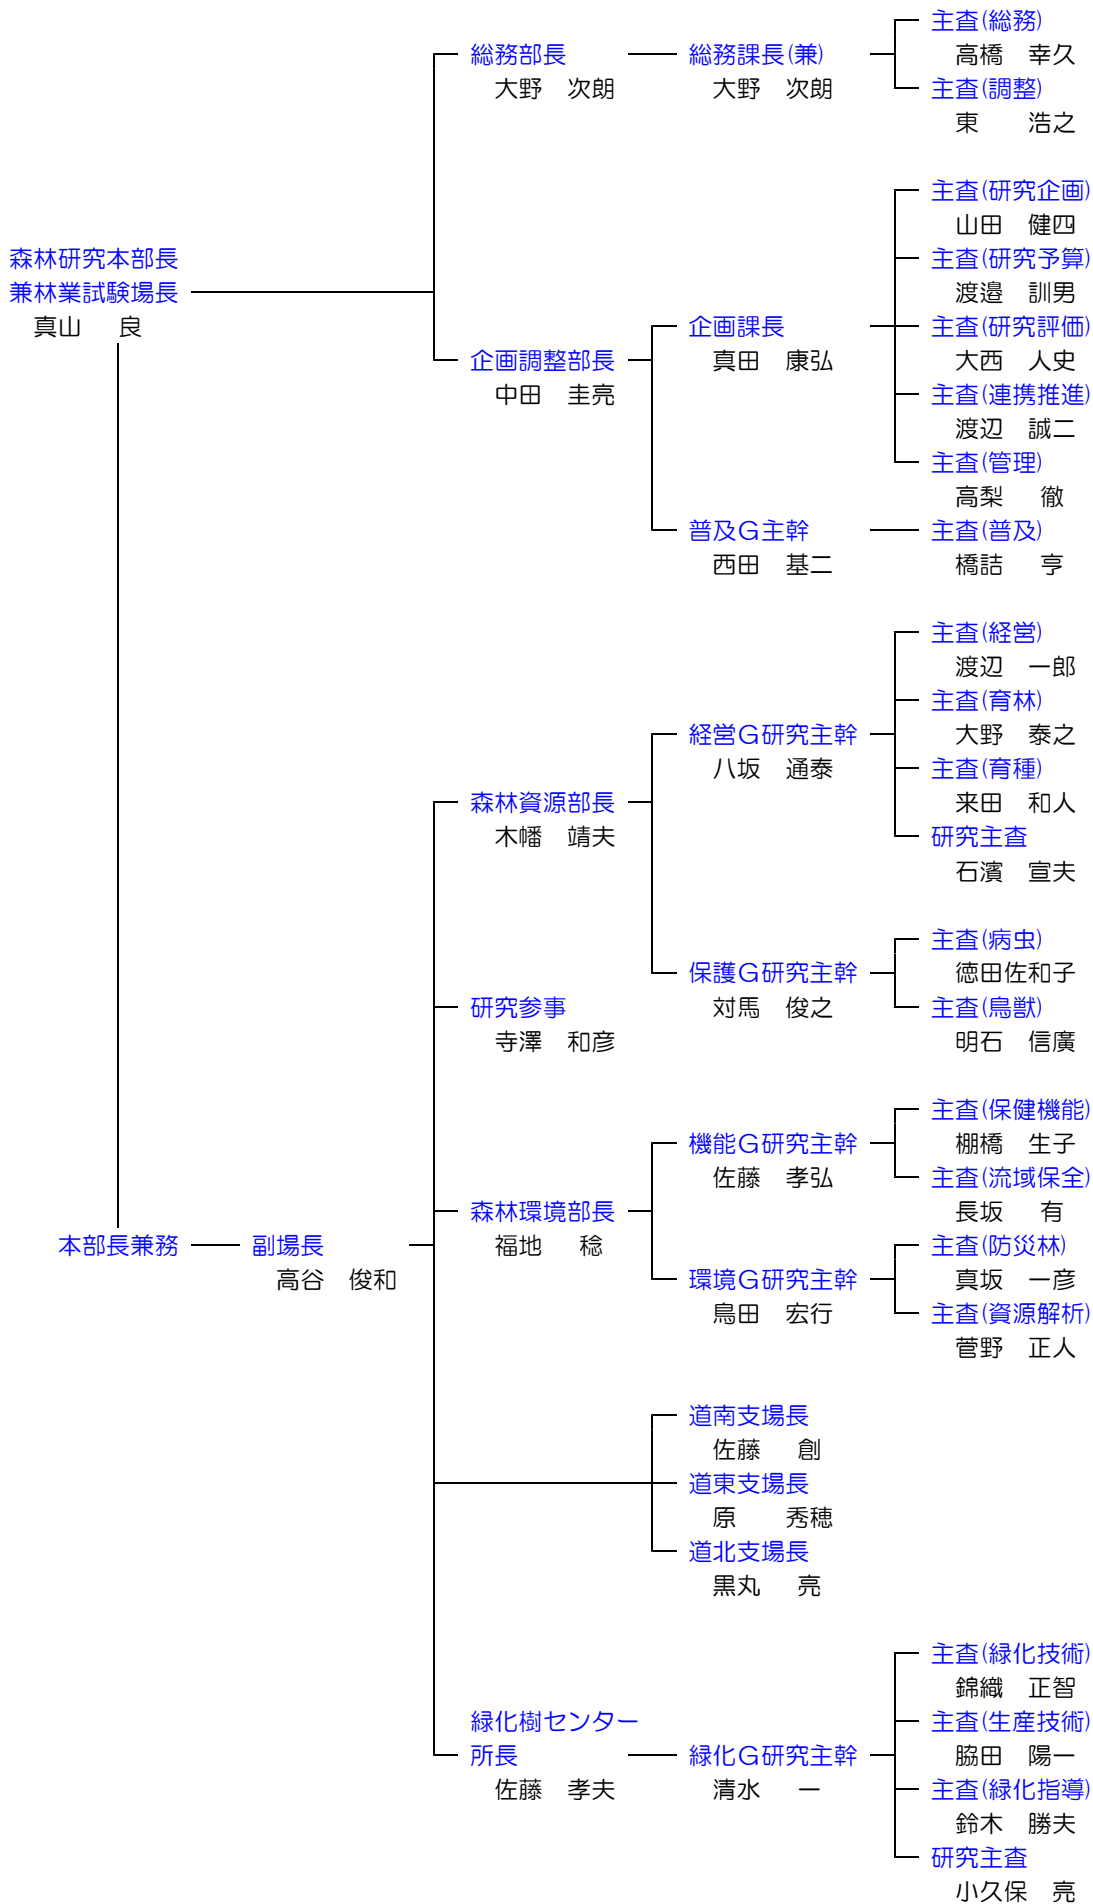 主査(総務)
総務部長 総務課長(兼) 高橋 幸久
大野 次朗 大野 次朗 主査(調整)
東 浩之
主査(研究企画)
山田 健四
森林研究本部長 主査(研究予算)
兼林業試験場長 渡邉 訓男
真山 良 企画課長 主査(研究評価)
企画調整部長 真田 康弘 大西 人史
中田 圭亮 主査(連携推進)
渡辺 誠二
主査(管理)
高梨 徹
普及G主幹 主査(普及)
西田 基二 橋詰 亨
主査(経営)
渡辺 一郎
主査(育林)
経営G研究主幹 大野 泰之
八坂 通泰 主査(育種)
森林資源部長 来田 和人
木幡 靖夫 研究主査
石濱 宣夫
主査(病虫)
保護G研究主幹 徳田佐和子
研究参事 対馬 俊之 主査(鳥獣)
寺澤 和彦 明石 信廣
主査(保健機能)
機能G研究主幹 棚橋 生子
佐藤 孝弘 主査(流域保全)
森林環境部長 長坂 有
本部長兼務 副場長 福地 稔 主査(防災林)
高谷 俊和 環境G研究主幹 真坂 一彦
鳥田 宏行 主査(資源解析)
菅野 正人
道南支場長
佐藤 創
道東支場長
原 秀穂
道北支場長
黒丸 亮
主査(緑化技術)
錦織 正智
緑化樹センター 主査(生産技術)
所長 緑化G研究主幹 脇田 陽一
佐藤 孝夫 清水 一 主査(緑化指導)
鈴木 勝夫
研究主査
小久保 亮